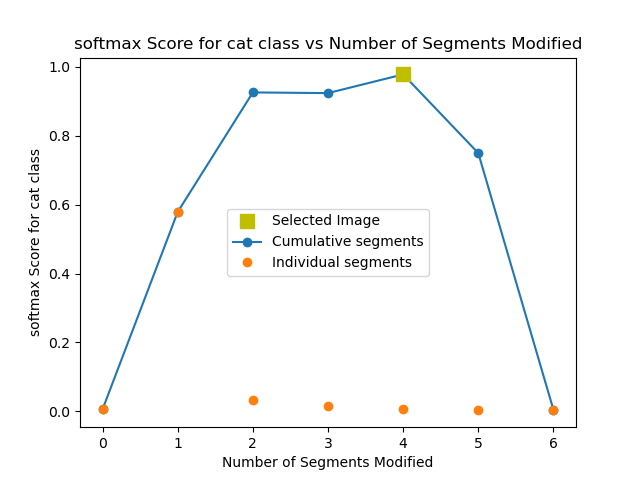 softmax Score for cat class vs Number of Segments Modified
1.0
0.8
0.6
0.4
0.2
0.0
softmax Score for cat class
Selected Image
Cumulative segments
Individual segments
0 1 2 3 4 5 6
Number of Segments Modified